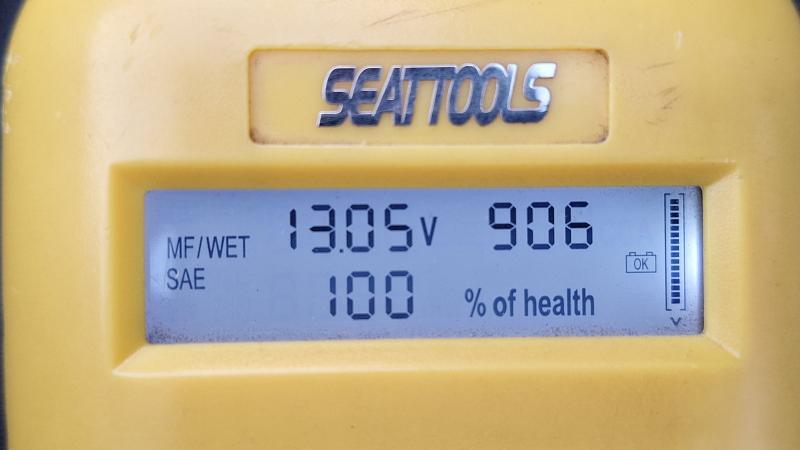 SEATTOOLS
MF/WET 13.05V 906 OK
SAE 100 % of health